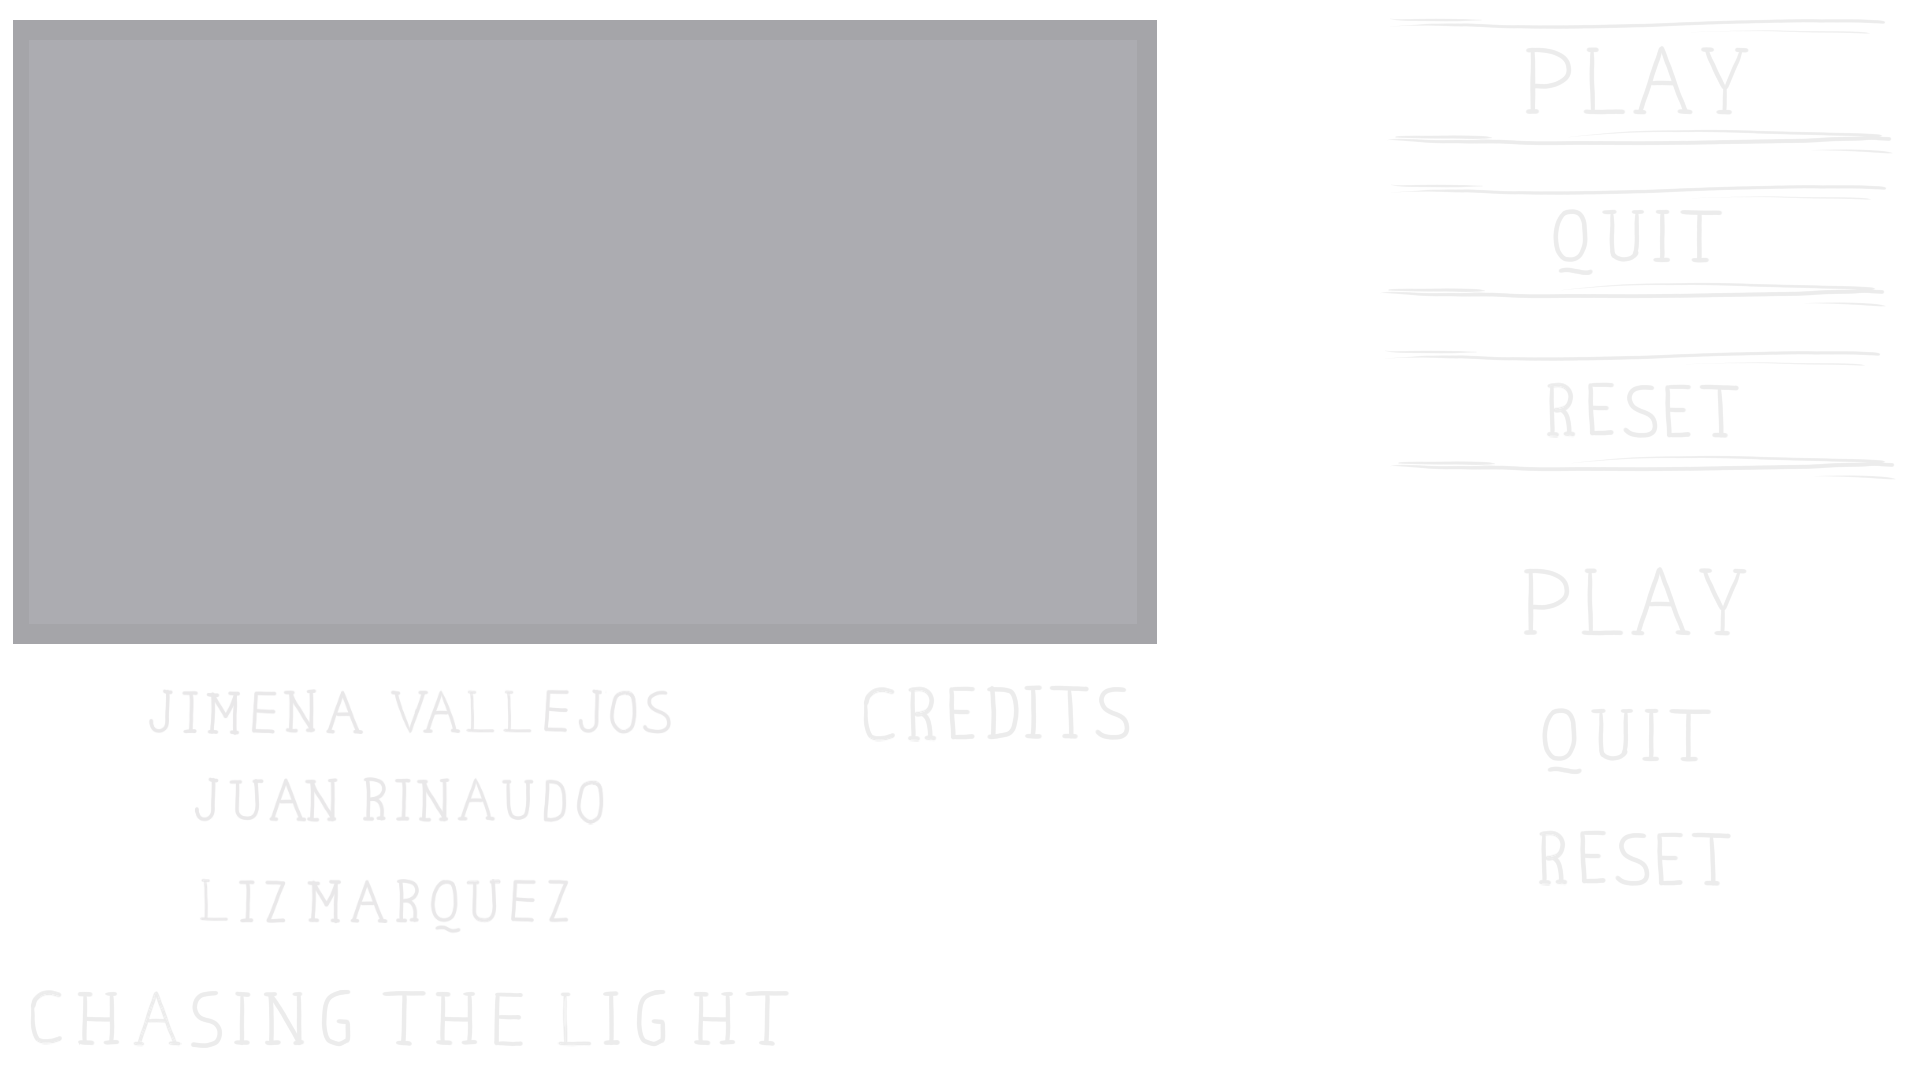 PLAY
QUIT
RESET
PLAY
JIMENA VALLEJOS
CREDITS
QUIT
JUAN RINAUDO
RESET
LIZ MARQUEZ
CHASING THE LIGHT